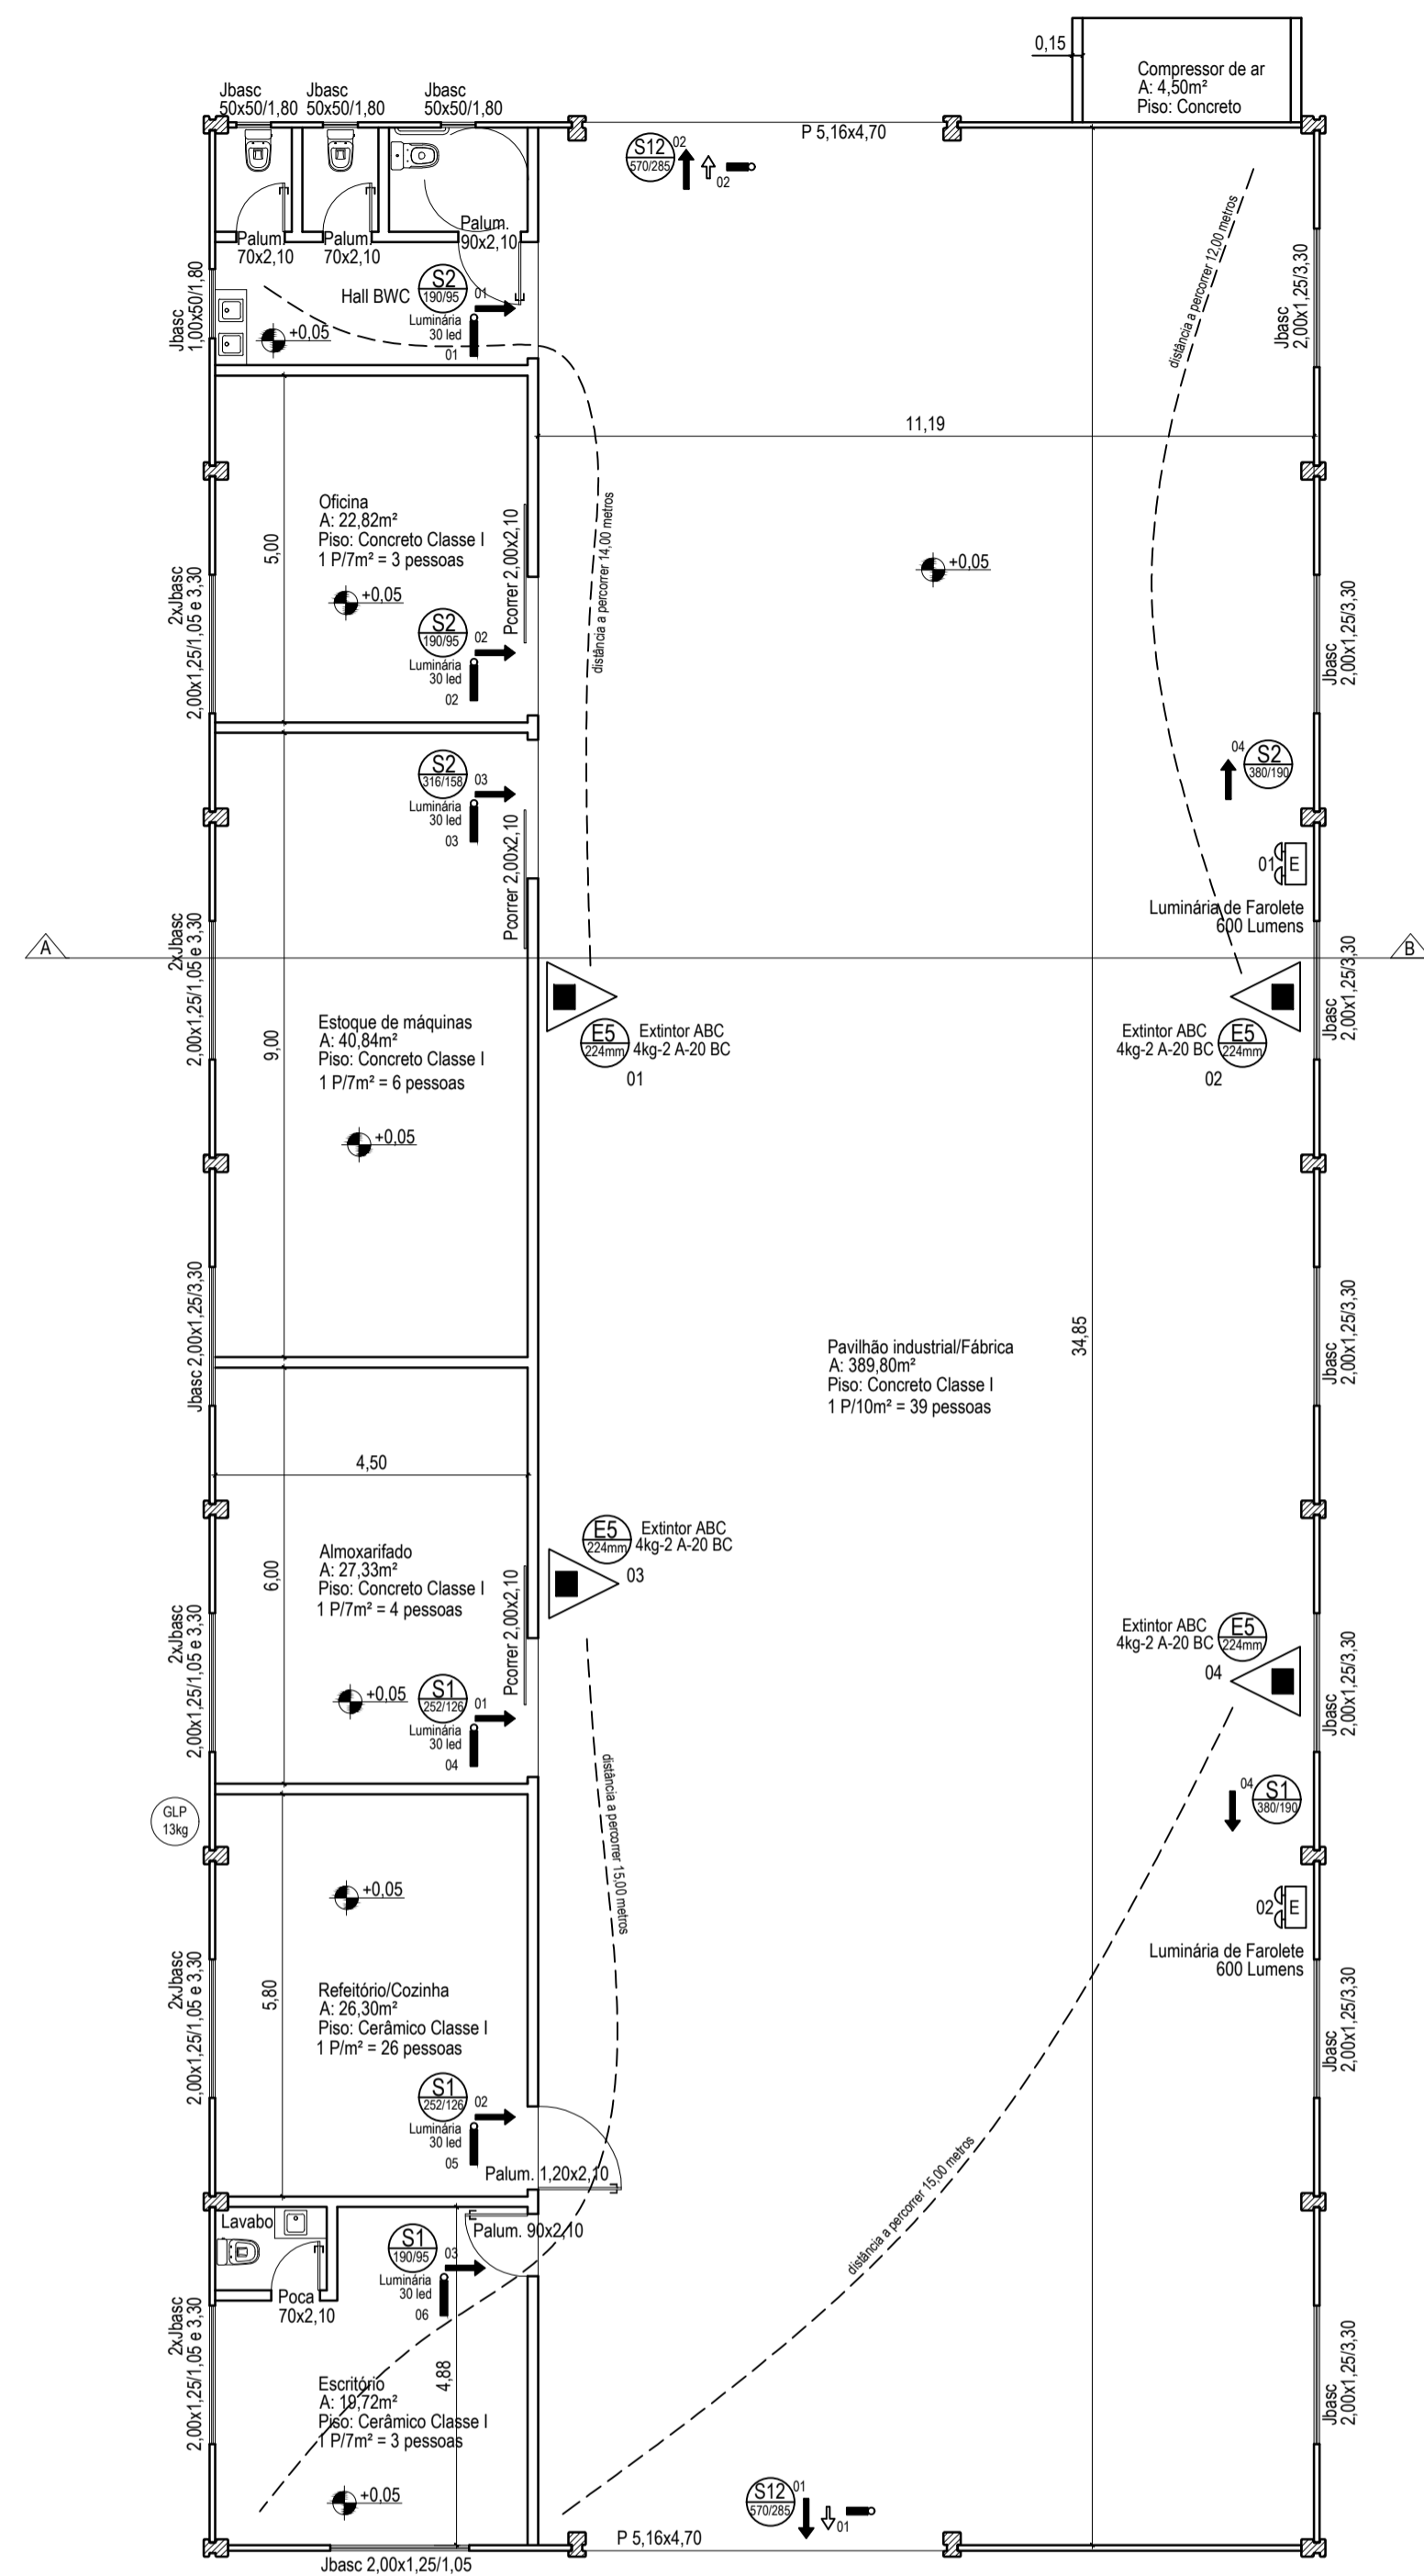 0,15
Compressor de ar
A: 4,50m²
Piso: Concreto
Jbasc
50x50/1,80
Jbasc
50x50/1,80
Jbasc
50x50/1,80
P 5,16x4,70
S12
570/285
02
02
Palum.
70x2,10
Palum.
70x2,10
Palum.
90x2,10
Jbasc
1,00x50/1,80
Hall BWC
S2
190/95
01
Luminária
30 led
01
+0,05
distância a percorrer 12,00 metros
Jbasc
2,00x1,25/3,30
11,19
Oficina
A: 22,82m²
Piso: Concreto Classe I
1 P/7m² = 3 pessoas
5,00
+0,05
Pcorrer 2,00x2,10
distância a percorrer 14,00 metros
+0,05
2xJbasc
2,00x1,25/1,05 e 3,30
S2
190/95
02
Luminária
30 led
02
Jbasc
2,00x1,25/3,30
S2
316/158
03
Luminária
30 led
03
Pcorrer 2,00x2,10
04
S2
380/190
01
E
Luminária de Farolete
600 Lumens
A
B
2xJbasc
2,00x1,25/1,05 e 3,30
Jbasc
2,00x1,25/3,30
Estoque de máquinas
A: 40,84m²
Piso: Concreto Classe I
1 P/7m² = 6 pessoas
9,00
+0,05
E5
224mm
Extintor ABC
4kg-2 A-20 BC
01
Extintor ABC
4kg-2 A-20 BC
E5
224mm
02
Jbasc 2,00x1,25/3,30
Pavilhão industrial/Fábrica
A: 389,80m²
Piso: Concreto Classe I
1 P/10m² = 39 pessoas
34,85
Jbasc
2,00x1,25/3,30
4,50
Almoxarifado
A: 27,33m²
Piso: Concreto Classe I
1 P/7m² = 4 pessoas
6,00
+0,05
Pcorrer 2,00x2,10
E5
224mm
Extintor ABC
4kg-2 A-20 BC
03
2xJbasc
2,00x1,25/1,05 e 3,30
S1
252/126
01
Luminária
30 led
04
Extintor ABC
4kg-2 A-20 BC
E5
224mm
04
Jbasc
2,00x1,25/3,30
distância a percorrer 15,00 metros
GLP
13kg
04
S1
380/190
+0,05
02
E
Luminária de Farolete
600 Lumens
2xJbasc
2,00x1,25/1,05 e 3,30
5,80
Refeitório/Cozinha
A: 26,30m²
Piso: Cerâmico Classe I
1 P/m² = 26 pessoas
Jbasc
2,00x1,25/3,30
S1
252/126
02
Luminária
30 led
05
Palum. 1,20x2,10
distância a percorrer 15,00 metros
Lavabo
Palum. 90x2,10
S1
190/95
03
Luminária
30 led
06
Poca
70x2,10
2xJbasc
2,00x1,25/1,05 e 3,30
4,88
Escritório
A: 19,72m²
Piso: Cerâmico Classe I
1 P/7m² = 3 pessoas
+0,05
Jbasc
2,00x1,25/3,30
S12
570/285
01
01
P 5,16x4,70
Jbasc 2,00x1,25/1,05